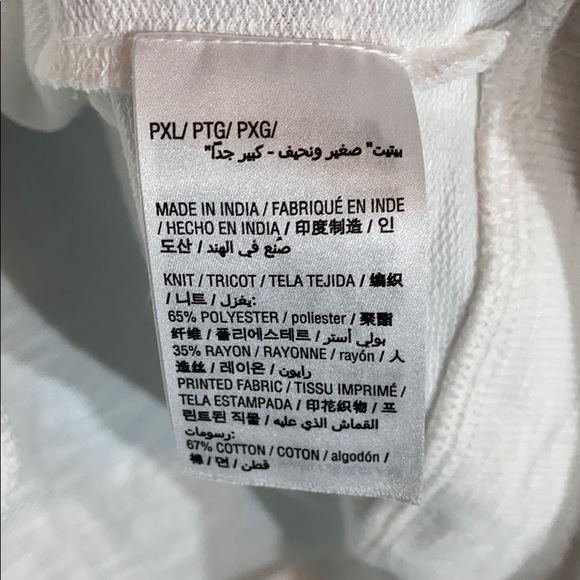 PXL/ PTG/ PXG/
بيتيت" صغير ونحيف - كبير جداً"
MADE IN INDIA / FABRIQUÉ EN INDE
/ HECHO EN INDIA / 印度制造 / 인
도산 / صُنع في الهند
KNIT / TRICOT / TELA TEJIDA / 编织
/ 니트 / يغزل:
65% POLYESTER / poliester / 聚酯
纤维 / 폴리에스테르 / بولي أستر
35% RAYON / RAYONNE / rayón / 人
造丝 / 레이온 / رايون
PRINTED FABRIC / TISSU IMPRIMÉ /
TELA ESTAMPADA / 印花织物 / 프
린트된 직물 / القماش الذي عليه
رسومات:
67% COTTON / COTON / algodón /
棉 / 면 / قطن